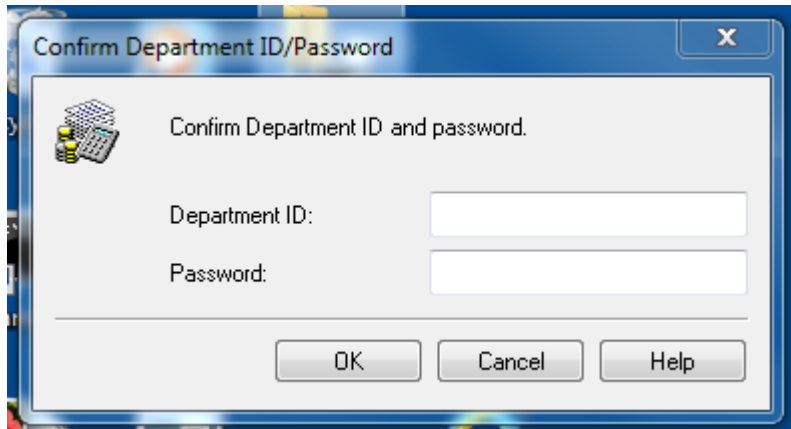 Confirm Department ID/Password
Confirm Department ID and password.
Department ID:
Password:
OK Cancel Help